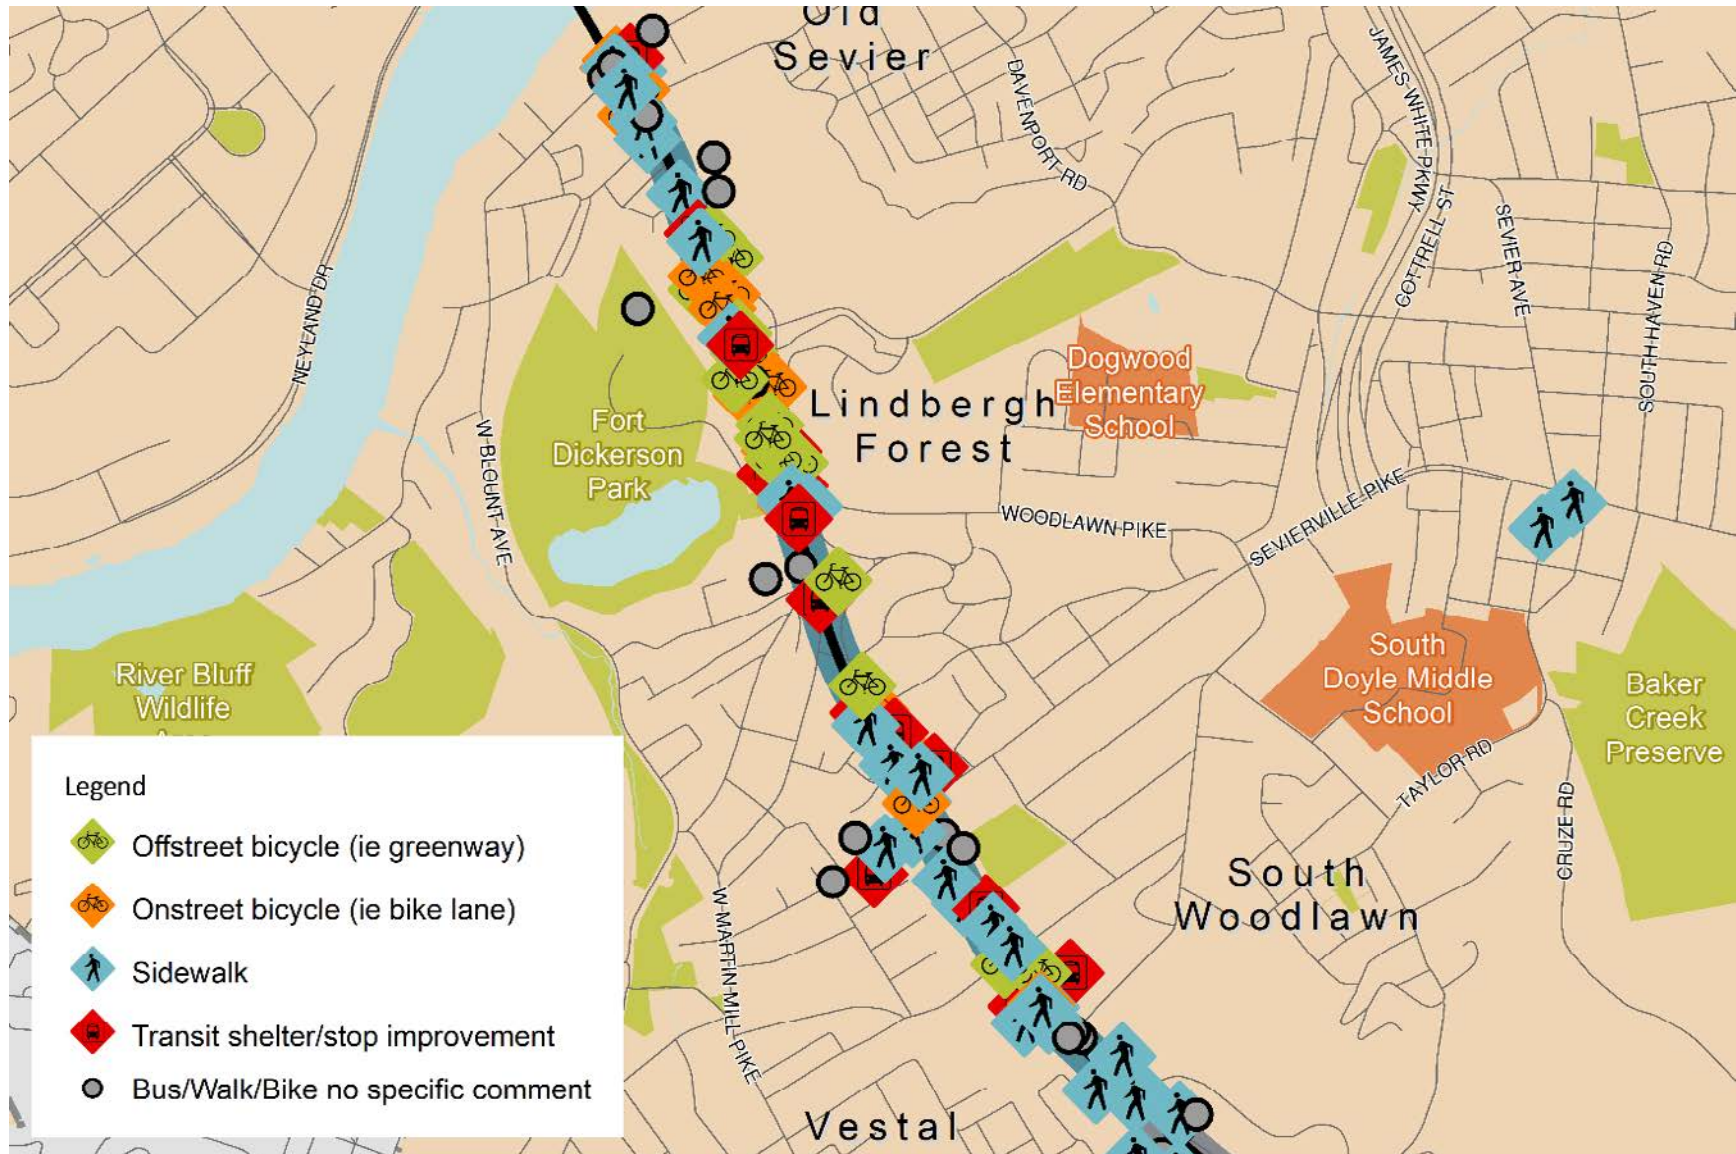 Old
Sevier
JAMES WHITE PKWY
DAVENPORT RD
COTTRELL ST
SEVIER AVE
SOUTH HAVEN RD
NEYLAND DR
Dogwood
Elementary
School
Lindbergh
Forest
Fort
Dickerson
Park
W BLOUNT AVE
WOODLAWN PIKE
SEVIERVILLE PIKE
South
Doyle Middle
School
River Bluff
Wildlife
Baker
Creek
Preserve
TAYLOR RD
CRUZE RD
Legend
Offstreet bicycle (ie greenway)
Onstreet bicycle (ie bike lane)
Sidewalk
Transit shelter/stop improvement
Bus/Walk/Bike no specific comment
South
Woodlawn
W MARTIN MILL PIKE
Vestal